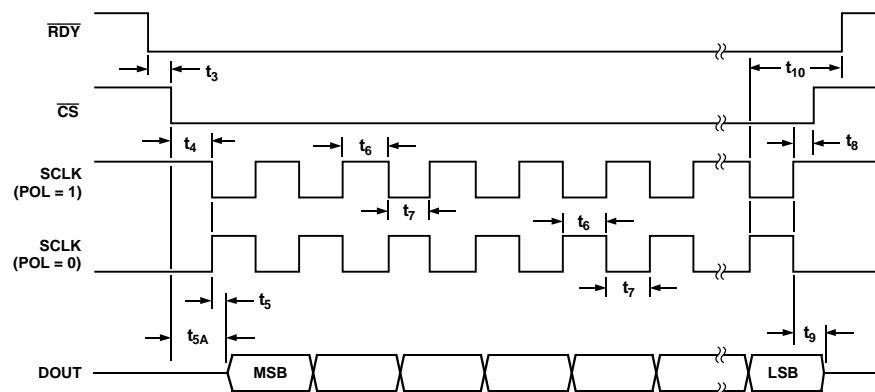 RDY
t3
t10
CS
t4
t6
t8
SCLK
(POL = 1)
t7
t6
SCLK
(POL = 0)
t7
t5
t5A
t9
DOUT
MSB
LSB